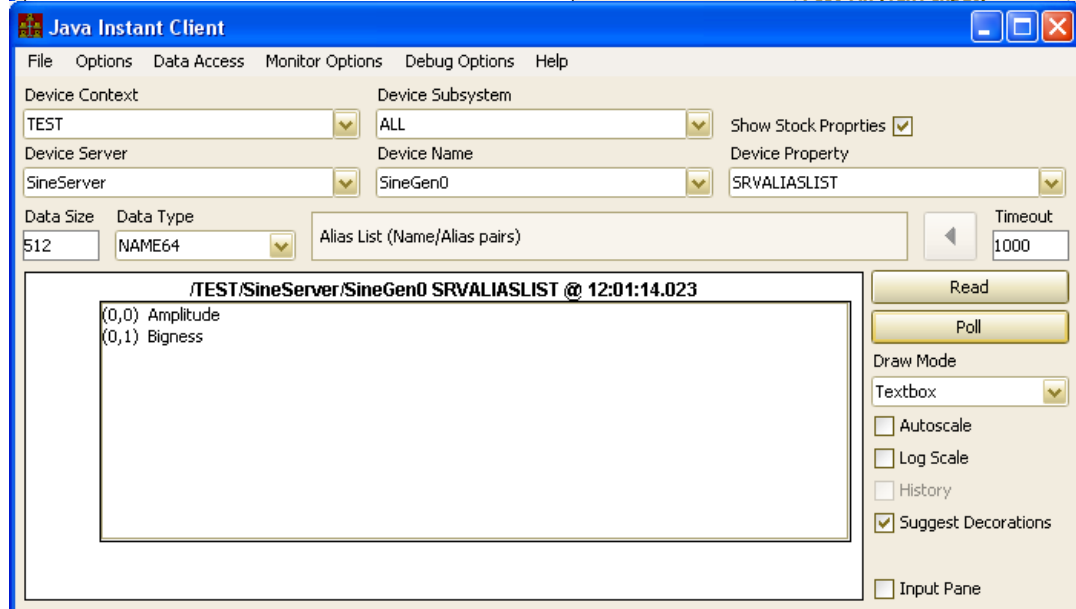 Java Instant Client
File Options Data Access Monitor Options Debug Options Help
Device Context Device Subsystem
TEST ALL Show Stock Proprties
Device Server Device Name Device Property
SineServer SineGen0 SRVALIASLIST
Data Size Data Type Timeout
512 NAME64 Alias List (Name/Alias pairs) 1000
/TEST/SineServer/SineGen0 SRVALIASLIST @ 12:01:14.023
(0,0) Amplitude
(0,1) Bigness
Read
Poll
Draw Mode
Textbox
Autoscale
Log Scale
History
Suggest Decorations
Input Pane